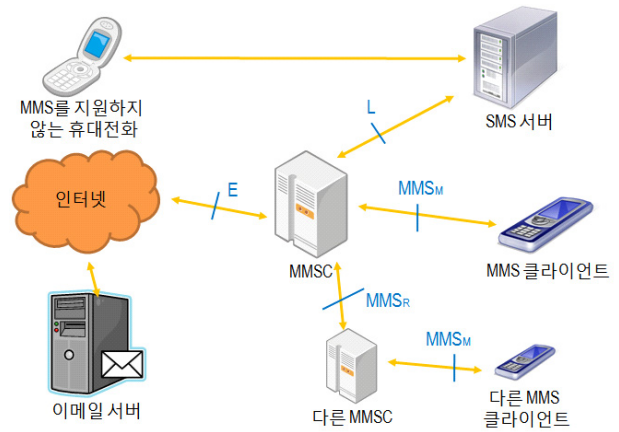 MMS를 지원하지
않는 휴대전화
SMS 서버
L
인터넷
E
MMSM
MMSC
MMS 클라이언트
MMSR
MMSM
이메일 서버
다른 MMSC
다른 MMS
클라이언트